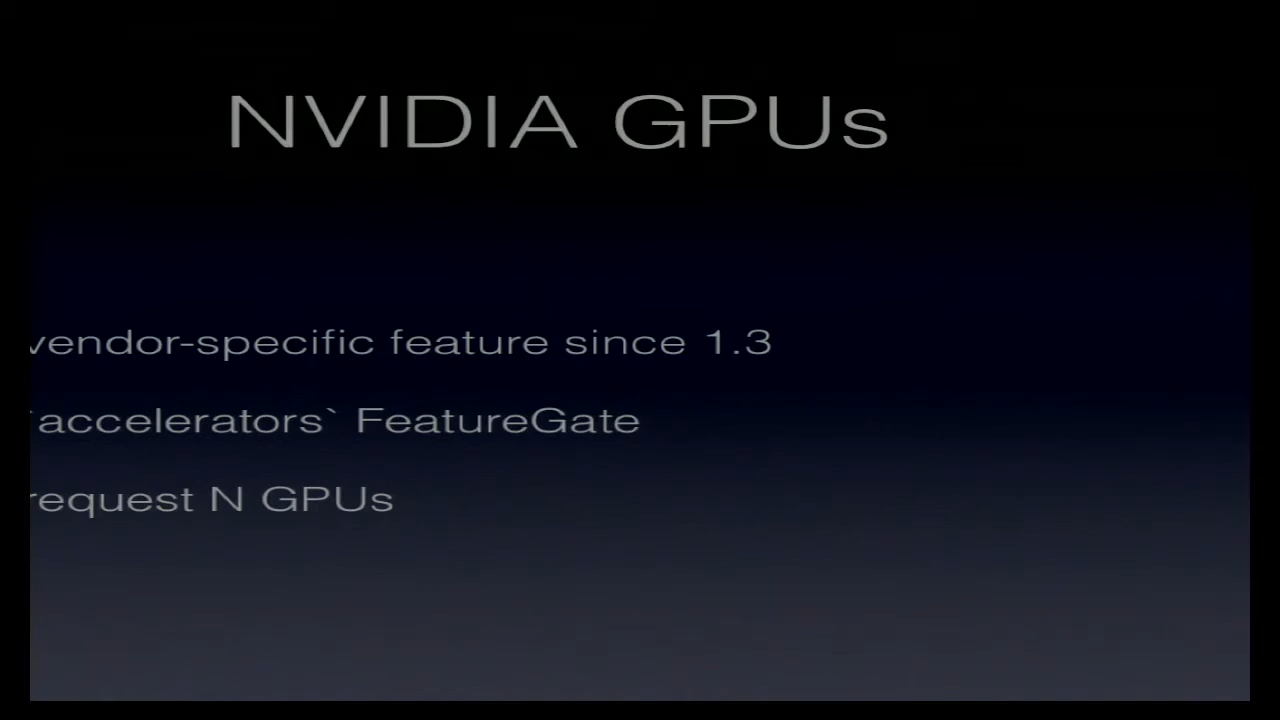 NVIDIA GPUs
vendor-specific feature since 1.3
`accelerators` FeatureGate
request N GPUs